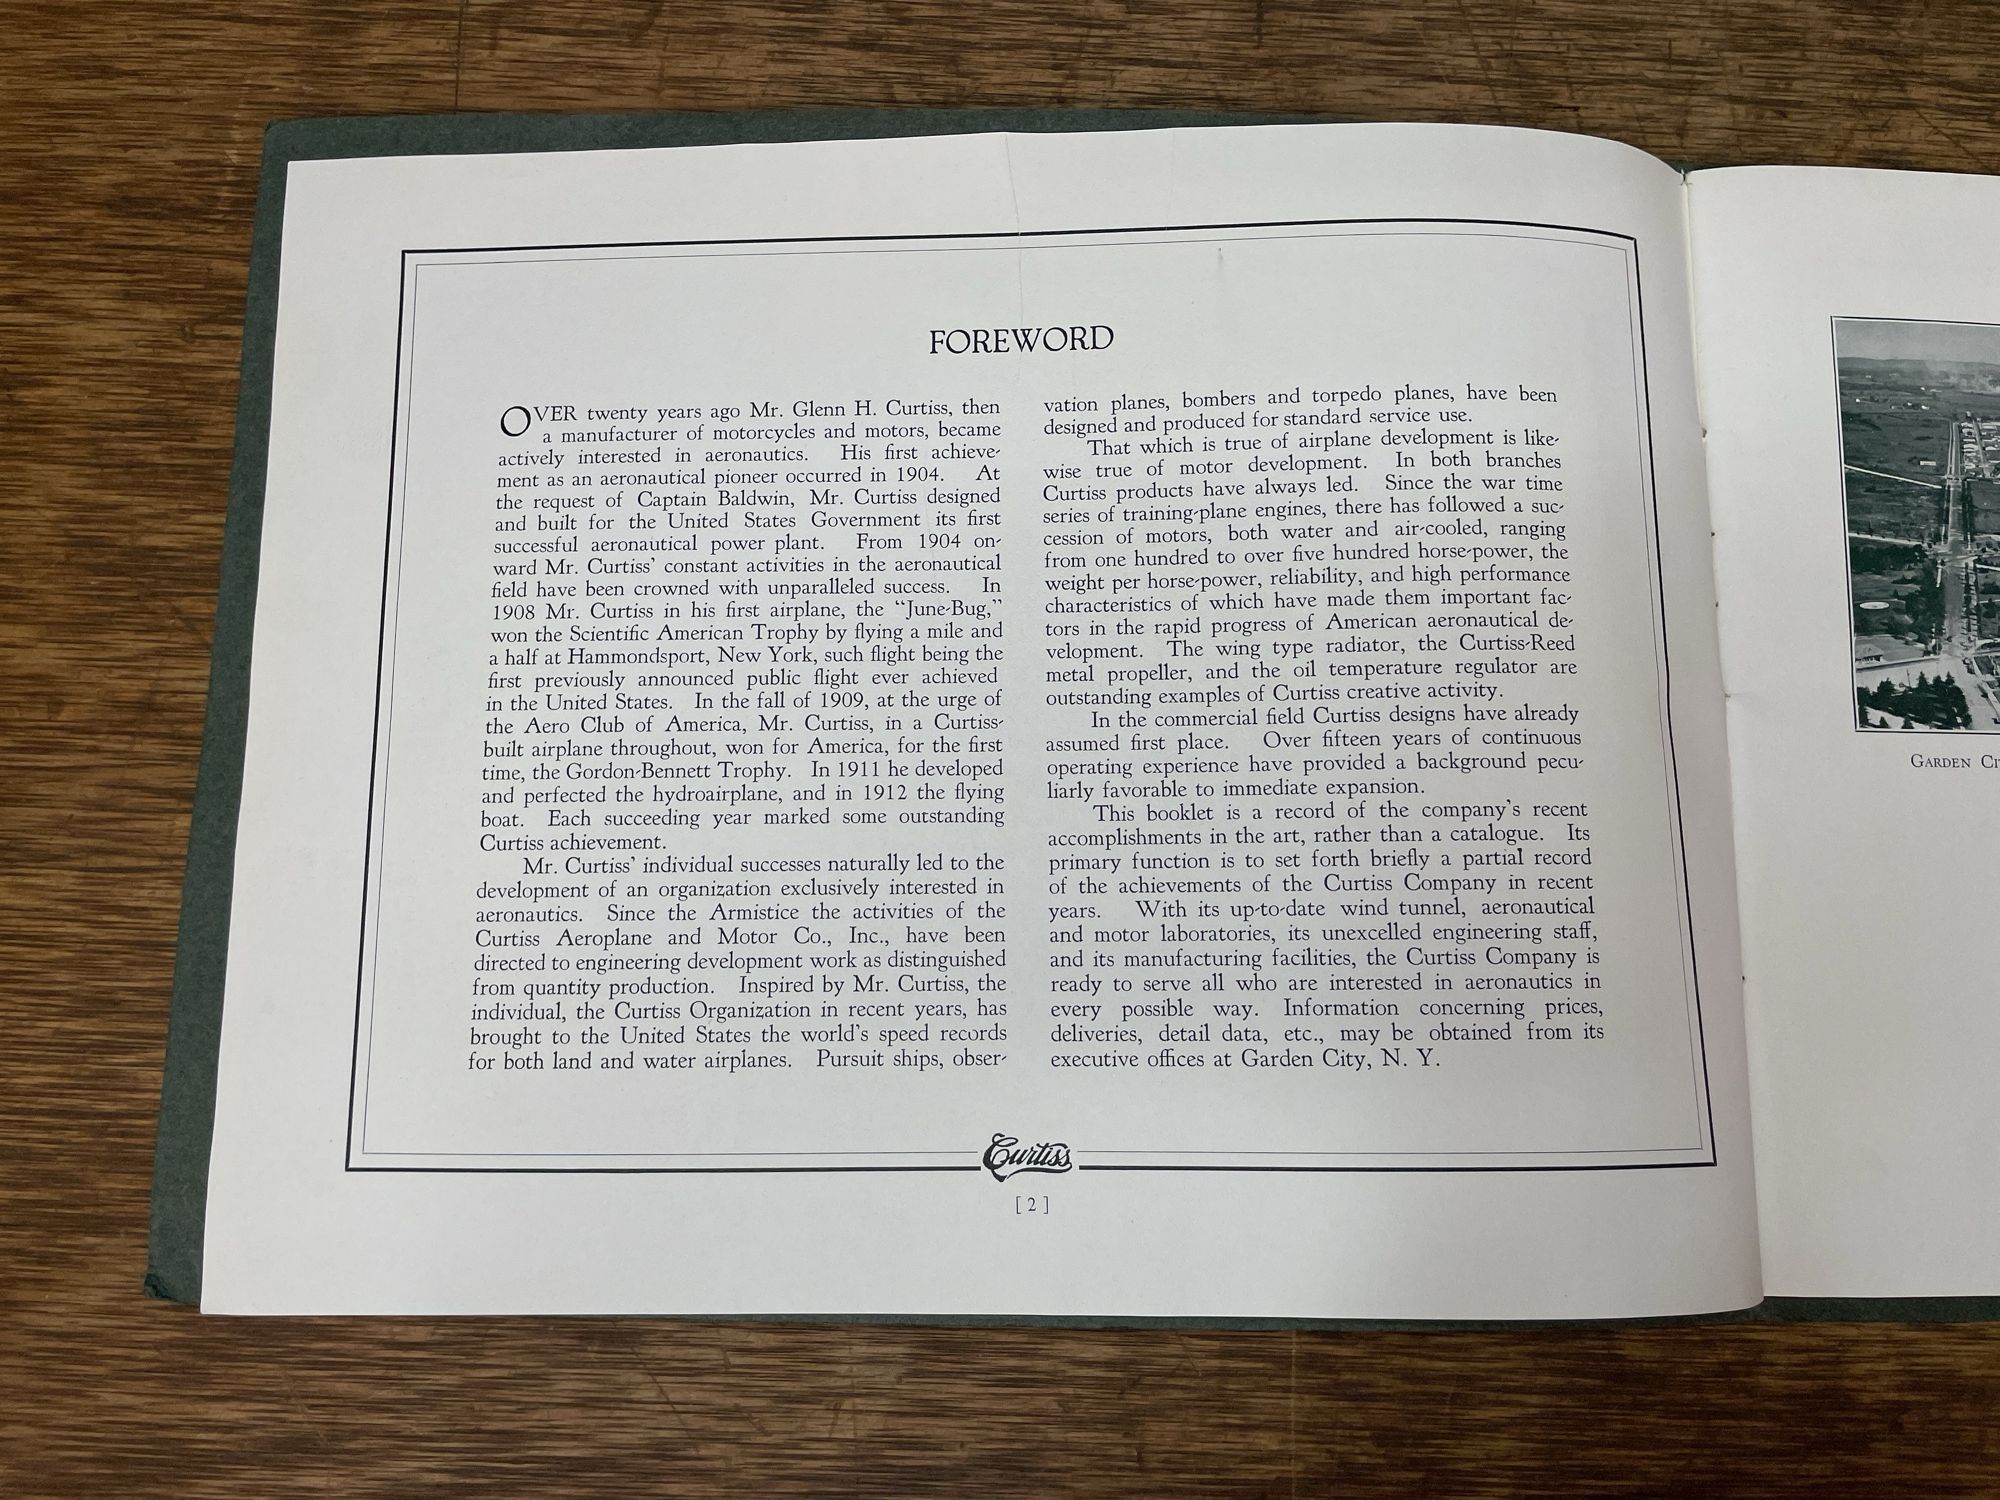 FOREWORD
OVER twenty years ago Mr. Glenn H. Curtiss, then
a manufacturer of motorcycles and motors, became
actively interested in aeronautics. His first achieve-
ment as an aeronautical pioneer occurred in 1904. At
the request of Captain Baldwin, Mr. Curtiss designed
and built for the United States Government its first
successful aeronautical power plant. From 1904 on-
ward Mr. Curtiss' constant activities in the aeronautical
field have been crowned with unparalleled success. In
1908 Mr. Curtiss in his first airplane, the "June-Bug,"
won the Scientific American Trophy by flying a mile and
a half at Hammondsport, New York, such flight being the
first previously announced public flight ever achieved
in the United States. In the fall of 1909, at the urge of
the Aero Club of America, Mr. Curtiss, in a Curtiss-
built airplane throughout, won for America, for the first
time, the Gordon-Bennett Trophy. In 1911 he developed
and perfected the hydroairplane, and in 1912 the flying
boat. Each succeeding year marked some outstanding
Curtiss achievement.
Mr. Curtiss' individual successes naturally led to the
development of an organization exclusively interested in
aeronautics. Since the Armistice the activities of the
Curtiss Aeroplane and Motor Co., Inc., have been
directed to engineering development work as distinguished
from quantity production. Inspired by Mr. Curtiss, the
individual, the Curtiss Organization in recent years, has
brought to the United States the world's speed records
for both land and water airplanes. Pursuit ships, obser-
vation planes, bombers and torpedo planes, have been
designed and produced for standard service use.
That which is true of airplane development is like-
wise true of motor development. In both branches
Curtiss products have always led. Since the war time
series of training-plane engines, there has followed a suc-
cession of motors, both water and air-cooled, ranging
from one hundred to over five hundred horse-power, the
weight per horse-power, reliability, and high performance
characteristics of which have made them important fac-
tors in the rapid progress of American aeronautical de-
velopment. The wing type radiator, the Curtiss-Reed
metal propeller, and the oil temperature regulator are
outstanding examples of Curtiss creative activity.
In the commercial field Curtiss designs have already
assumed first place. Over fifteen years of continuous
operating experience have provided a background pecu-
liarly favorable to immediate expansion.
This booklet is a record of the company's recent
accomplishments in the art, rather than a catalogue. Its
primary function is to set forth briefly a partial record
of the achievements of the Curtiss Company in recent
years. With its up-to-date wind tunnel, aeronautical
and motor laboratories, its unexcelled engineering staff,
and its manufacturing facilities, the Curtiss Company is
ready to serve all who are interested in aeronautics in
every possible way. Information concerning prices,
deliveries, detail data, etc., may be obtained from its
executive offices at Garden City, N. Y.
Curtiss
[ 2 ]
GARDEN